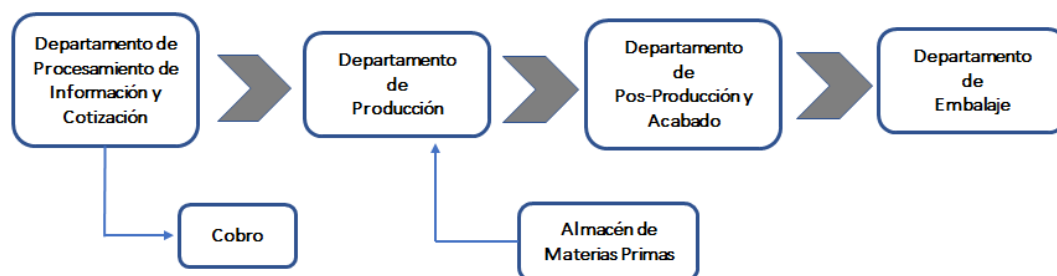 Departamento de
Procesamiento de
Información y
Cotización
Departamento
de
Producción
Departamento
de
Pos-Producción y
Acabado
Departamento
de
Embalaje
Cobro
Almacén de
Materias Primas